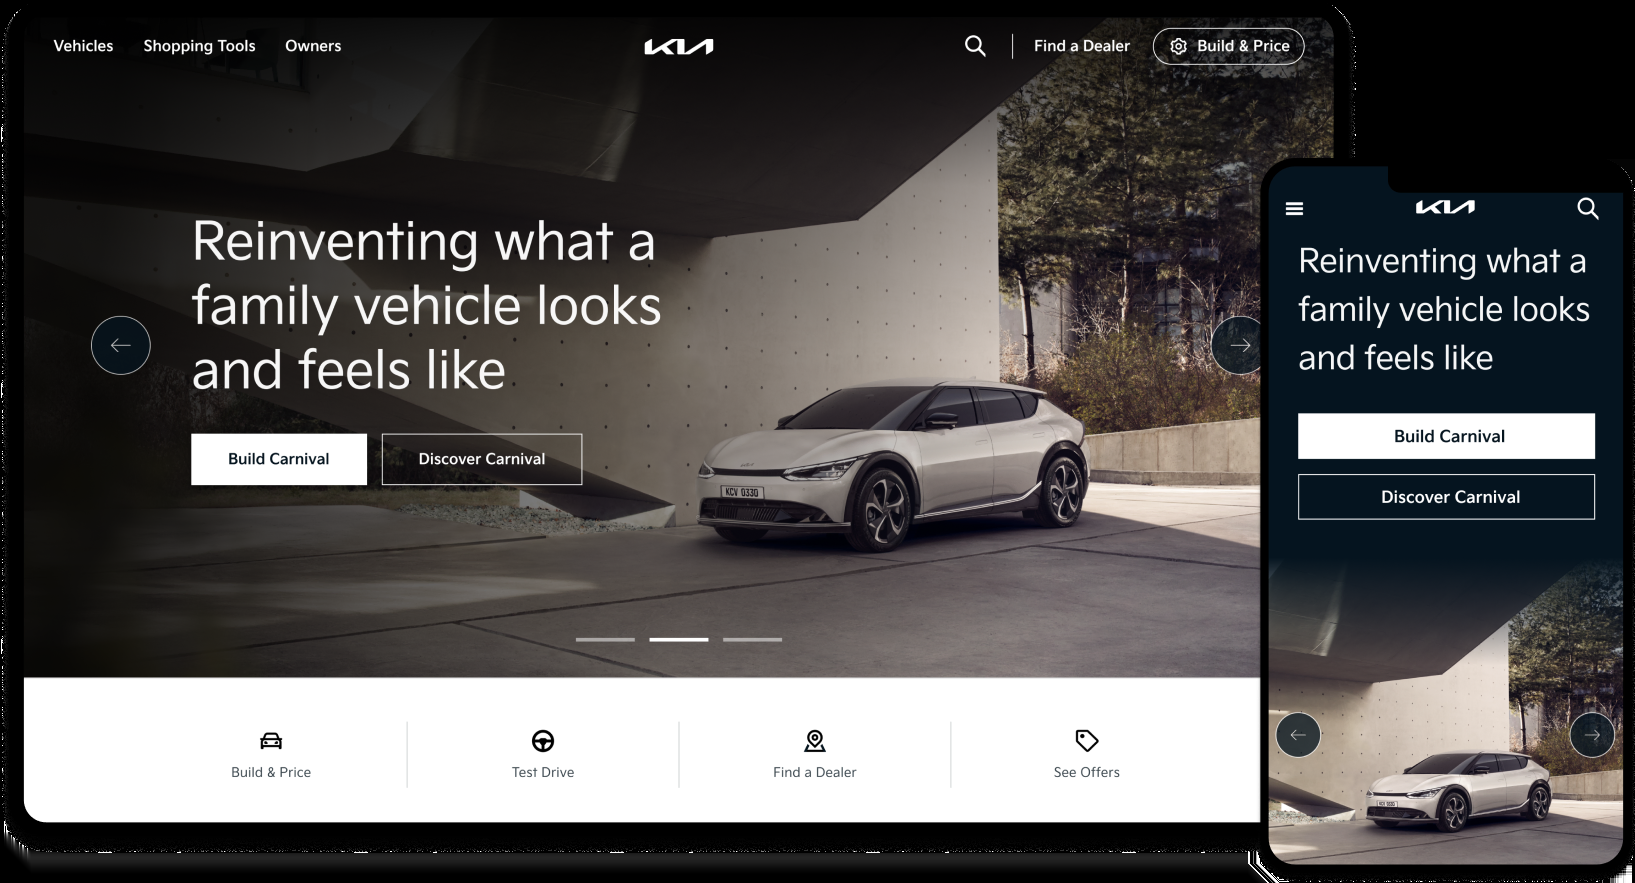 Vehicles Shopping Tools Owners KIA Find a Dealer Build & Price
Reinventing what a
family vehicle looks
and feels like
Build Carnival Discover Carnival
KCV 0330
Build & Price Test Drive Find a Dealer See Offers
KIA
Reinventing what a
family vehicle looks
and feels like
Build Carnival
Discover Carnival